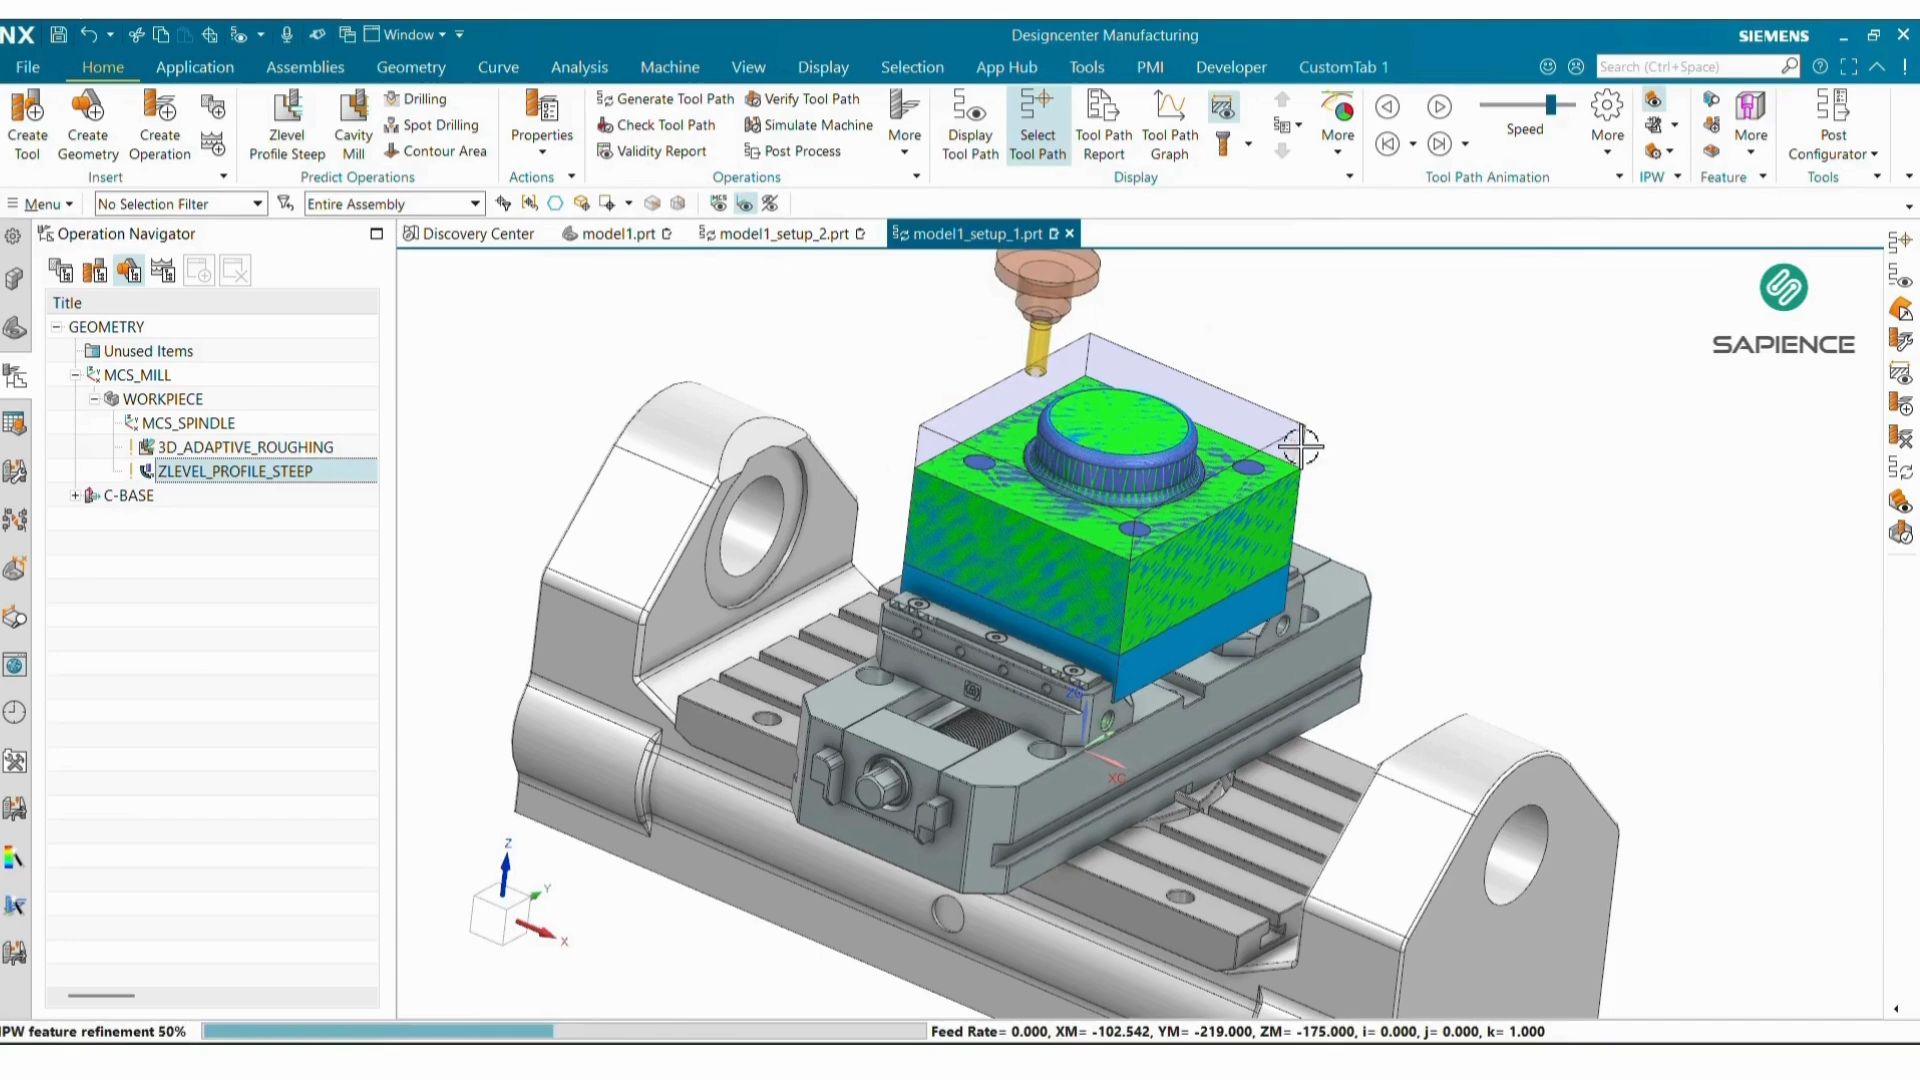 NX Window Designcenter Manufacturing SIEMENS
File Home Application Assemblies Geometry Curve Analysis Machine View Display Selection App Hub Tools PMI Developer CustomTab 1 Search (Ctrl+Space)
Create Tool
Create Geometry
Create Operation
Insert
Zlevel Profile Steep
Cavity Mill
Drilling
Spot Drilling
Contour Area
Predict Operations
Properties
Actions
Generate Tool Path
Check Tool Path
Validity Report
Verify Tool Path
Simulate Machine
Post Process
More
Operations
Display Tool Path
Select Tool Path
Tool Path Report
Tool Path Graph
More
Display
Speed
More
Tool Path Animation
IPW
More
Feature
Post Configurator
Tools
Menu No Selection Filter Entire Assembly
Operation Navigator
Discovery Center model1.prt model1_setup_2.prt model1_setup_1.prt
Title
GEOMETRY
Unused Items
MCS_MILL
WORKPIECE
MCS_SPINDLE
3D_ADAPTIVE_ROUGHING
ZLEVEL_PROFILE_STEEP
C-BASE
SAPIENCE
XC
Z
Y
X
IPW feature refinement 50% Feed Rate= 0.000, XM= -102.542, YM= -219.000, ZM= -175.000, i= 0.000, j= 0.000, k= 1.000